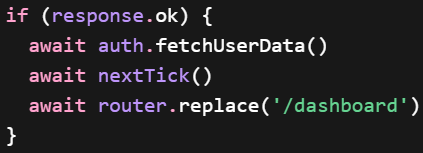 if (response.ok) {
  await auth.fetchUserData()
  await nextTick()
  await router.replace('/dashboard')
}